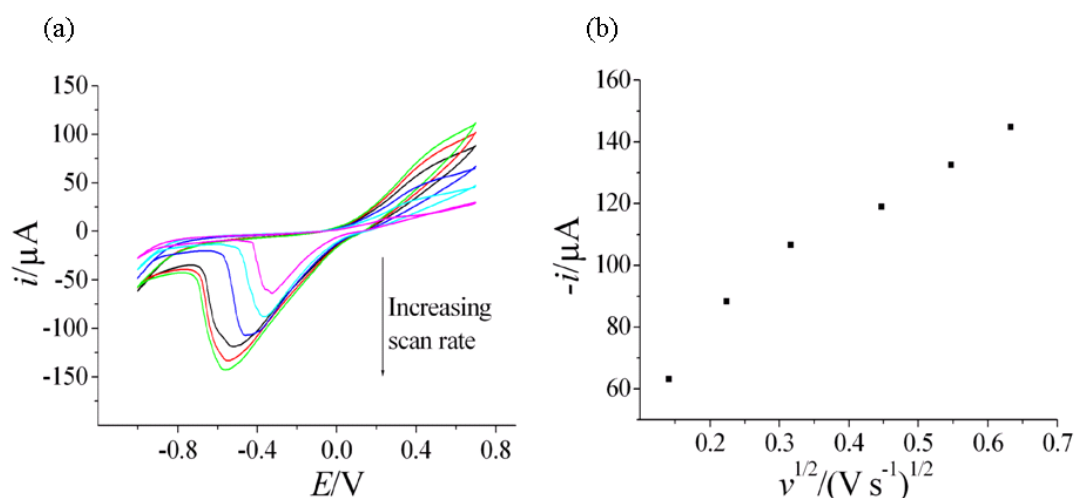 (a)
150
100
50
0
-50
-100
-150
i/µA
-0.8 -0.4 0.0 0.4 0.8
E/V
Increasing
scan rate
(b)
160
140
120
100
80
60
-i/µA
0.2 0.3 0.4 0.5 0.6 0.7
v^1/2/(V s^-1)^1/2